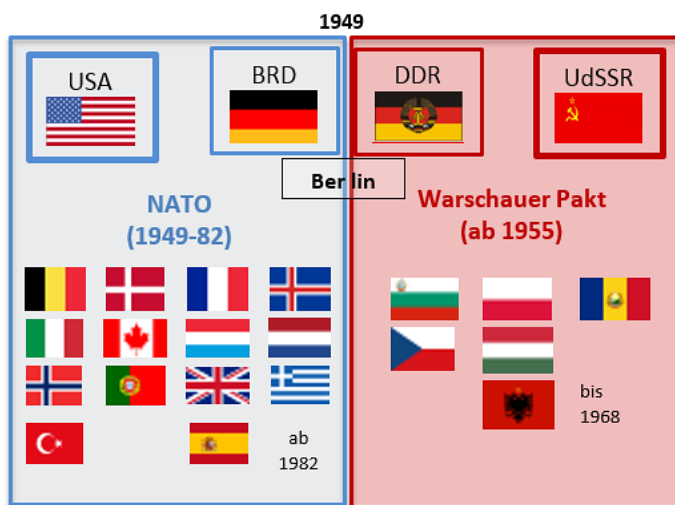 1949
USA
BRD
DDR
UdSSR
Berlin
NATO
(1949-82)
Warschauer Pakt
(ab 1955)
bis
1968
ab
1982